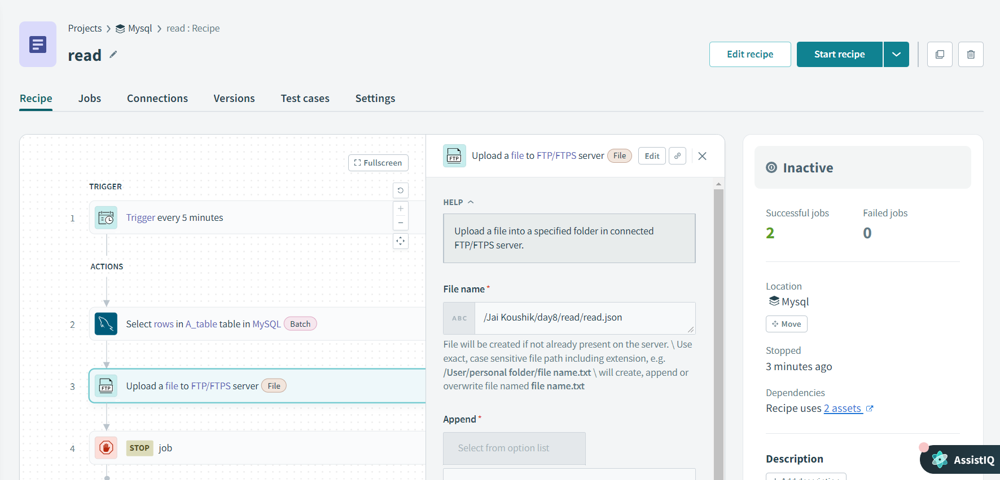 Projects > Mysql > read : Recipe
read
Edit recipe
Start recipe
Recipe
Jobs
Connections
Versions
Test cases
Settings
Fullscreen
TRIGGER
1
Trigger every 5 minutes
ACTIONS
2
Select rows in A_table table in MySQL Batch
3
FTP
Upload a file to FTP/FTPS server File
4
STOP job
FTP
Upload a file to FTP/FTPS server File
Edit
HELP
Upload a file into a specified folder in connected
FTP/FTPS server.
File name *
ABC
/Jai Koushik/day8/read/read.json
File will be created if not already present on the server. \ Use
exact, case sensitive file path including extension, e.g.
/User/personal folder/file name.txt \ will create, append or
overwrite file named file name.txt
Append *
Select from option list
Inactive
Successful jobs
2
Failed jobs
0
Location
Mysql
Move
Stopped
3 minutes ago
Dependencies
Recipe uses 2 assets
Description
AssistIQ